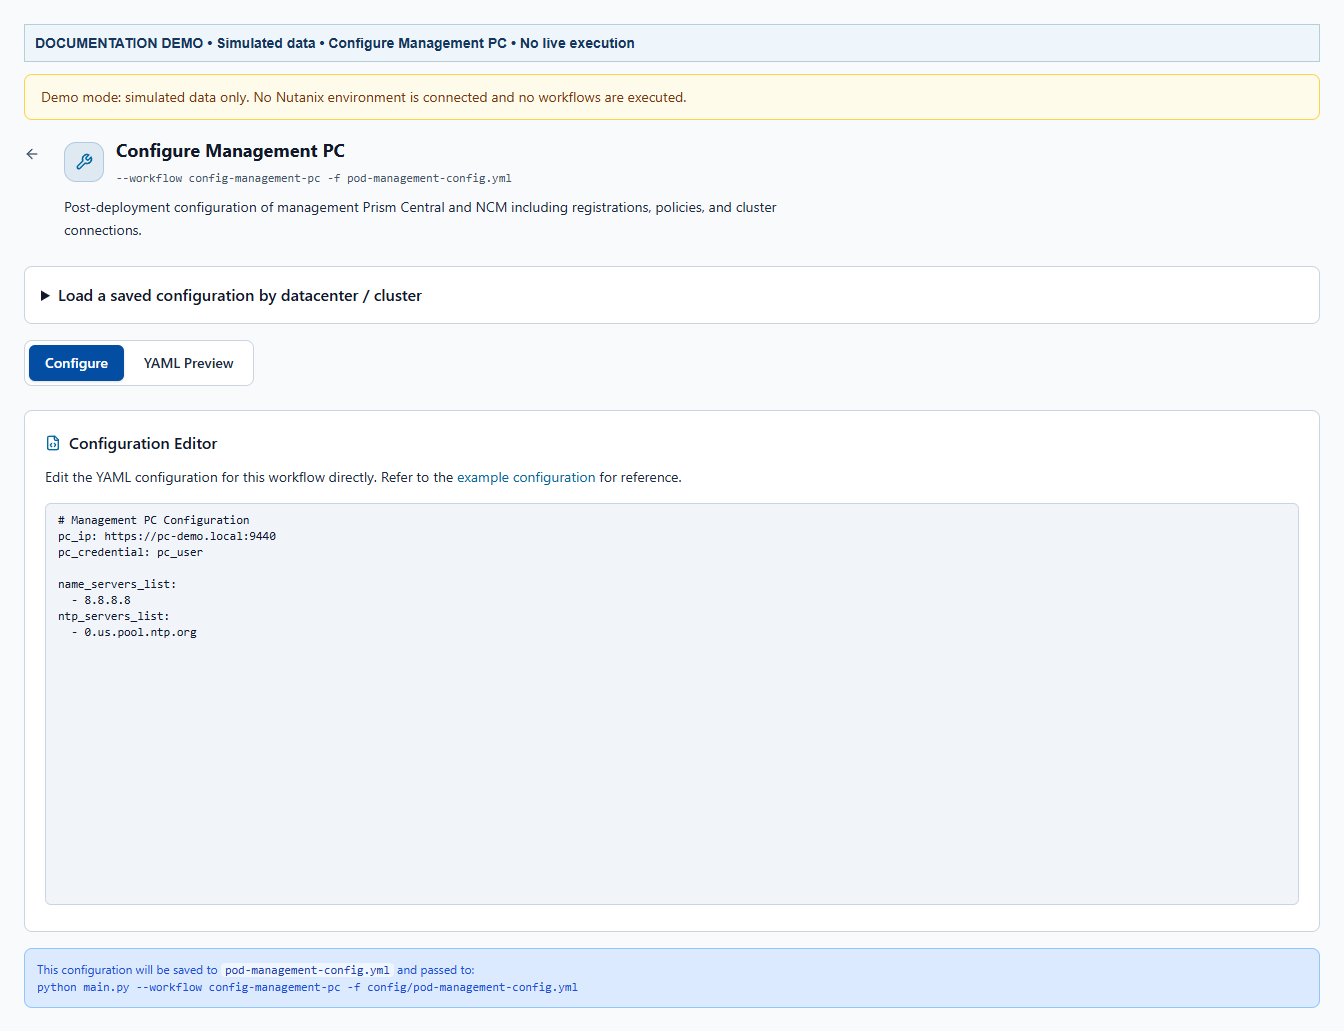 DOCUMENTATION DEMO • Simulated data • Configure Management PC • No live execution
Demo mode: simulated data only. No Nutanix environment is connected and no workflows are executed.
Configure Management PC
--workflow config-management-pc -f pod-management-config.yml
Post-deployment configuration of management Prism Central and NCM including registrations, policies, and cluster
connections.
Load a saved configuration by datacenter / cluster
Configure
YAML Preview
Configuration Editor
Edit the YAML configuration for this workflow directly. Refer to the example configuration for reference.
# Management PC Configuration
pc_ip: https://pc-demo.local:9440
pc_credential: pc_user
name_servers_list:
  - 8.8.8.8
ntp_servers_list:
  - 0.us.pool.ntp.org
This configuration will be saved to pod-management-config.yml and passed to:
python main.py --workflow config-management-pc -f config/pod-management-config.yml